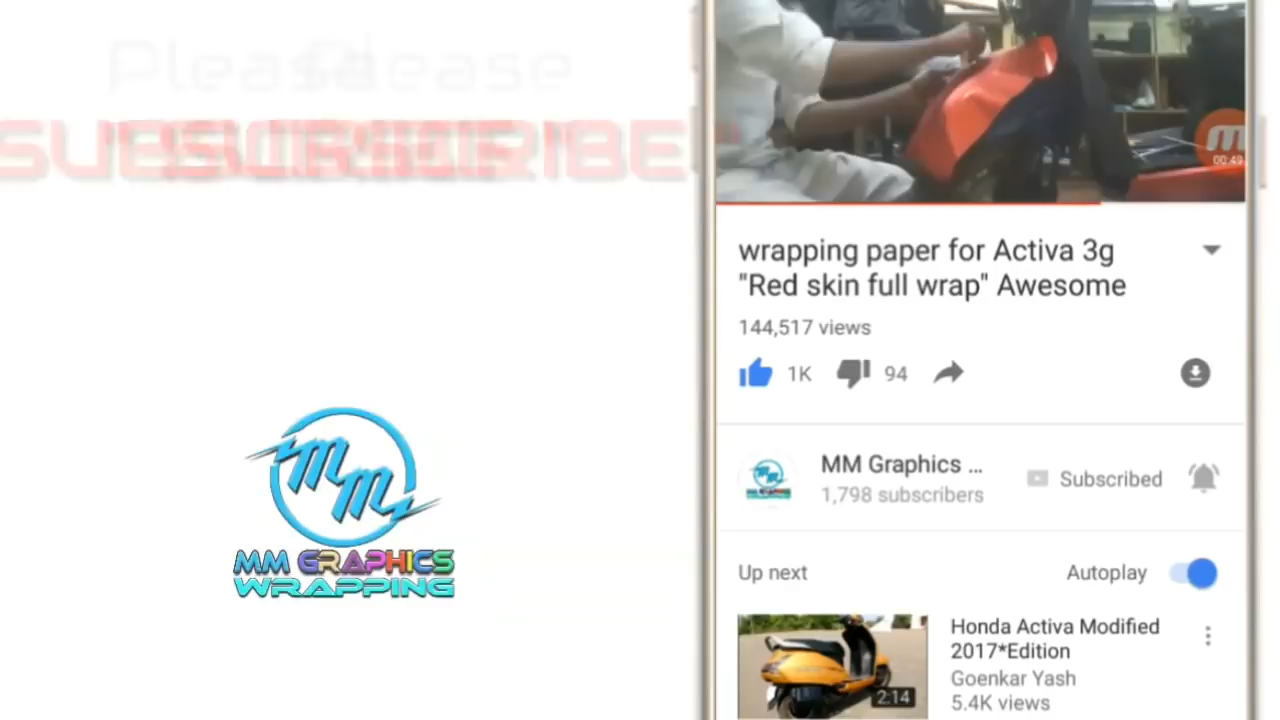 Please
SUBSCRIBE
MM GRAPHICS
WRAPPING
00:49
wrapping paper for Activa 3g
"Red skin full wrap" Awesome
144,517 views
1K
94
MM Graphics ...
1,798 subscribers
Subscribed
Up next
Autoplay
2:14
Honda Activa Modified
2017*Edition
Goenkar Yash
5.4K views